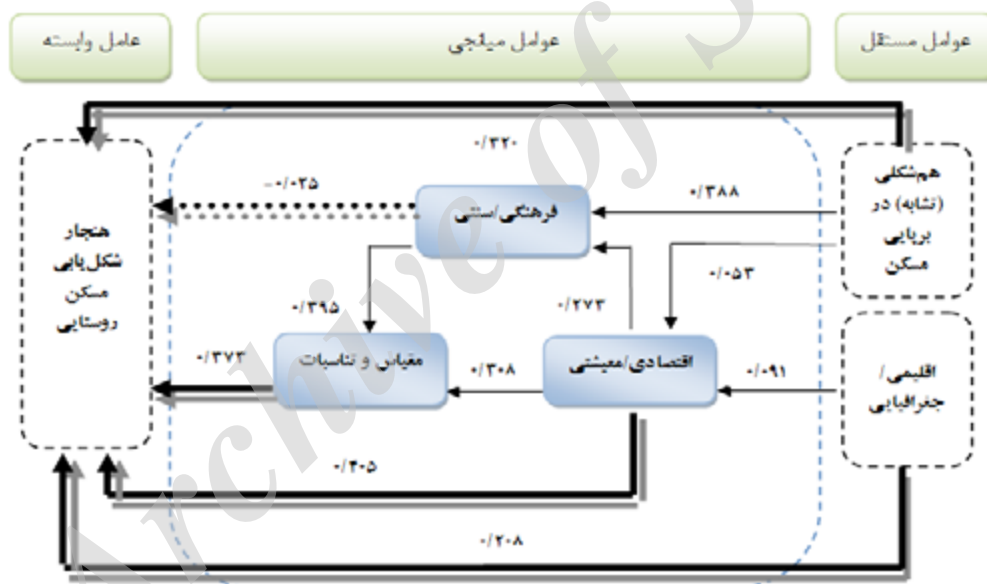 عوامل مستقل
عوامل میانجی
عامل وابسته
۰/۳۲۰
هم‌شکلی
(تشابه) در
برپایی
مسکن
۰/۳۸۸
فرهنگی/سنتی
-۰/۰۲۵
هنجار
شکل‌یابی
مسکن
روستایی
۰/۰۵۳
۰/۲۷۳
۰/۳۹۵
اقلیمی/
جغرافیایی
۰/۰۹۱
اقتصادی/معیشتی
۰/۳۰۸
مقیاس و تناسبات
۰/۳۷۳
۰/۴۰۵
۰/۲۰۸
Archive of